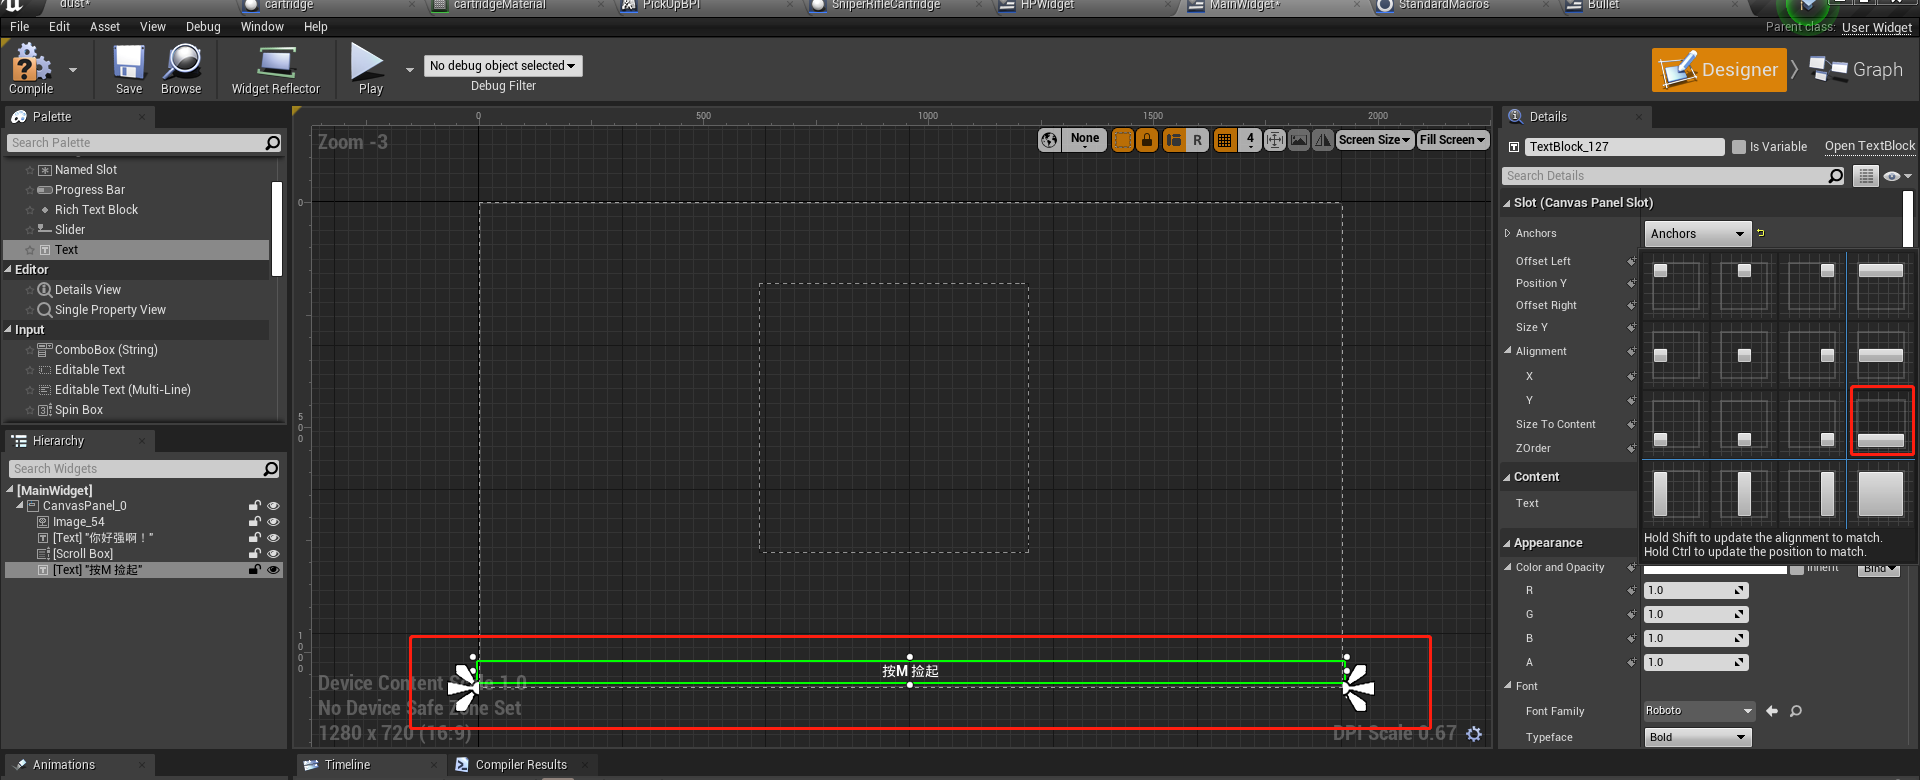 dust*
cartridge
cartridgeMaterial
PickUpBPI
SniperRifleCartridge
HPWidget
MainWidget*
StandardMacros
Bullet
File Edit Asset View Debug Window Help
Parent class: User Widget
Compile
Save
Browse
Widget Reflector
Play
No debug object selected
Debug Filter
Designer
Graph
Palette
Search Palette
Named Slot
Progress Bar
Rich Text Block
Slider
Text
Editor
Details View
Single Property View
Input
ComboBox (String)
Editable Text
Editable Text (Multi-Line)
Spin Box
Hierarchy
Search Widgets
[MainWidget]
CanvasPanel_0
Image_54
[Text] "你好强啊！"
[Scroll Box]
[Text] "按M 捡起"
Animations
0 500 1000 1500 2000
Zoom -3
None
R
4
Screen Size
Fill Screen
0
5
0
0
1
0
0
0
按M 捡起
Device Content Scale 1.0
No Device Safe Zone Set
1280 x 720 (16:9)
DPI Scale 0.67
Timeline
Compiler Results
Details
TextBlock_127
Is Variable
Open TextBlock
Search Details
Slot (Canvas Panel Slot)
Anchors
Anchors
Offset Left
Position Y
Offset Right
Size Y
Alignment
X
Y
Size To Content
ZOrder
Content
Text
Hold Shift to update the alignment to match.
Hold Ctrl to update the position to match.
Appearance
Color and Opacity
Inherit
Bind
R 1.0
G 1.0
B 1.0
A 1.0
Font
Font Family Roboto
Typeface Bold